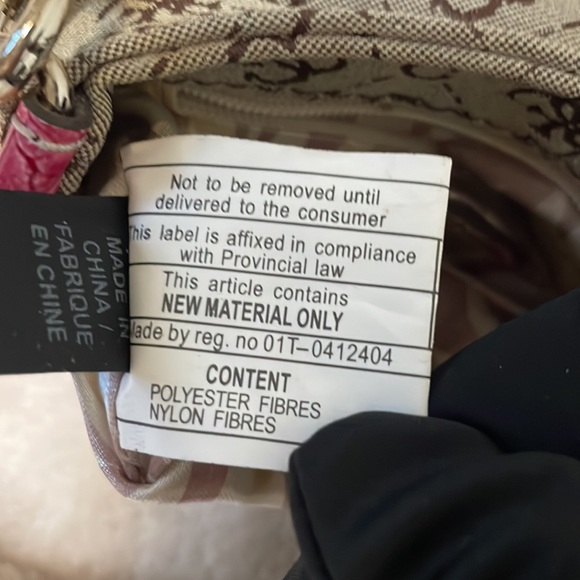 Not to be removed until
delivered to the consumer
This label is affixed in compliance
with Provincial law
This article contains
NEW MATERIAL ONLY
Made by reg. no 01T-0412404
CONTENT
POLYESTER FIBRES
NYLON FIBRES
MADE IN
CHINA /
FABRIQUE
EN CHINE